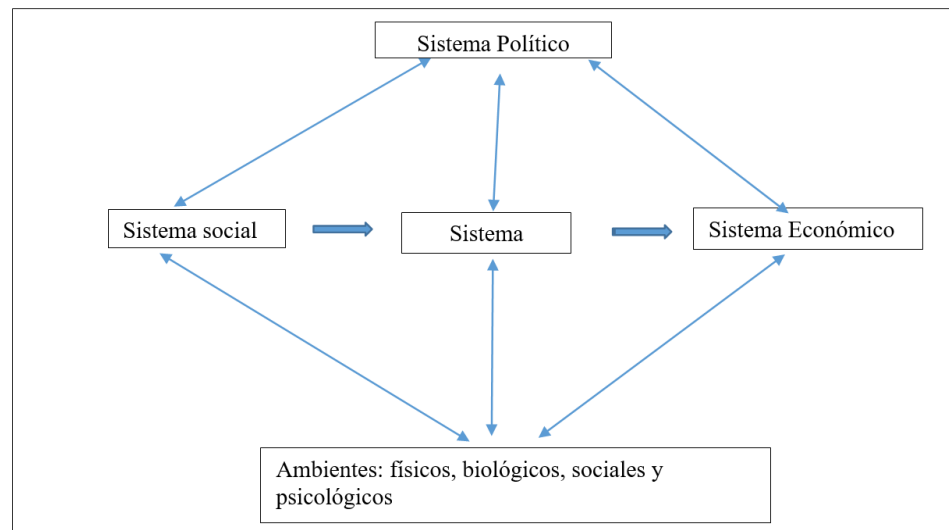 Sistema Político
Sistema social
Sistema
Sistema Económico
Ambientes: físicos, biológicos, sociales y
psicológicos